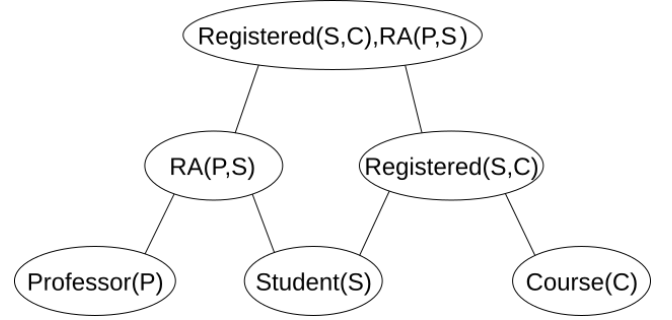 Registered(S,C),RA(P,S)
RA(P,S)
Registered(S,C)
Professor(P)
Student(S)
Course(C)